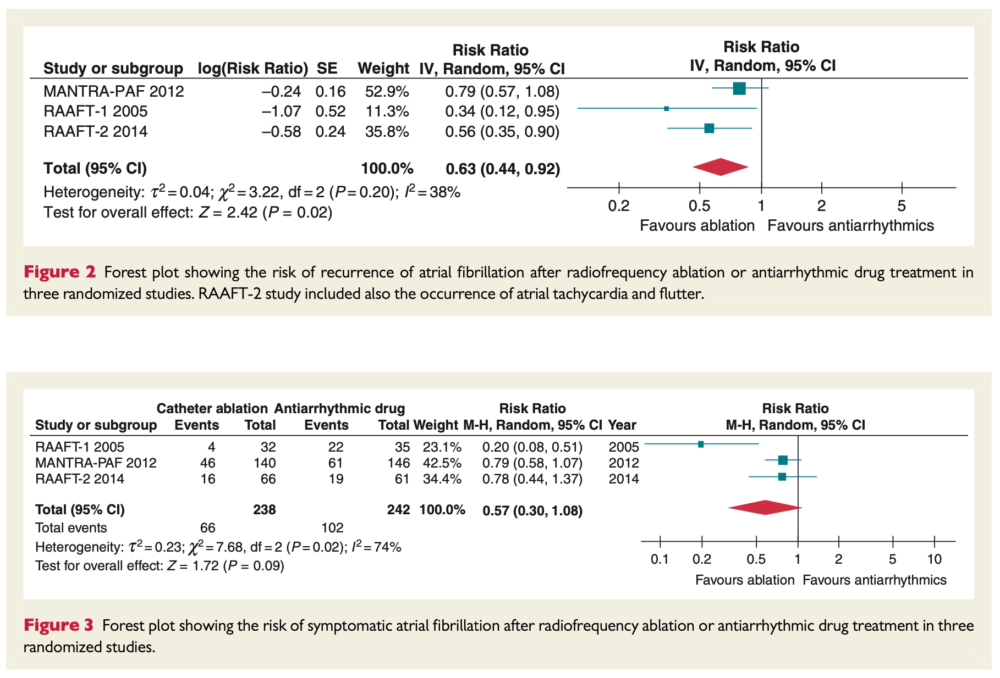 Risk Ratio Risk Ratio
Study or subgroup log(Risk Ratio) SE Weight IV, Random, 95% CI IV, Random, 95% CI
MANTRA-PAF 2012 –0.24 0.16 52.9% 0.79 (0.57, 1.08)
RAAFT-1 2005 –1.07 0.52 11.3% 0.34 (0.12, 0.95)
RAAFT-2 2014 –0.58 0.24 35.8% 0.56 (0.35, 0.90)
Total (95% CI) 100.0% 0.63 (0.44, 0.92)
Heterogeneity: τ² = 0.04; χ² = 3.22, df = 2 (P = 0.20); I² = 38%
Test for overall effect: Z = 2.42 (P = 0.02)
0.2 0.5 1 2 5
Favours ablation Favours antiarrhythmics
Figure 2 Forest plot showing the risk of recurrence of atrial fibrillation after radiofrequency ablation or antiarrhythmic drug treatment in
three randomized studies. RAAFT-2 study included also the occurrence of atrial tachycardia and flutter.
Catheter ablation Antiarrhythmic drug Risk Ratio Risk Ratio
Study or subgroup Events Total Events Total Weight M-H, Random, 95% CI Year M-H, Random, 95% CI
RAAFT-1 2005 4 32 22 35 23.1% 0.20 (0.08, 0.51) 2005
MANTRA-PAF 2012 46 140 61 146 42.5% 0.79 (0.58, 1.07) 2012
RAAFT-2 2014 16 66 19 61 34.4% 0.78 (0.44, 1.37) 2014
Total (95% CI) 238 242 100.0% 0.57 (0.30, 1.08)
Total events 66 102
Heterogeneity: τ² = 0.23; χ² = 7.68, df = 2 (P = 0.02); I² = 74%
Test for overall effect: Z = 1.72 (P = 0.09)
0.1 0.2 0.5 1 2 5 10
Favours ablation Favours antiarrhythmics
Figure 3 Forest plot showing the risk of symptomatic atrial fibrillation after radiofrequency ablation or antiarrhythmic drug treatment in three
randomized studies.